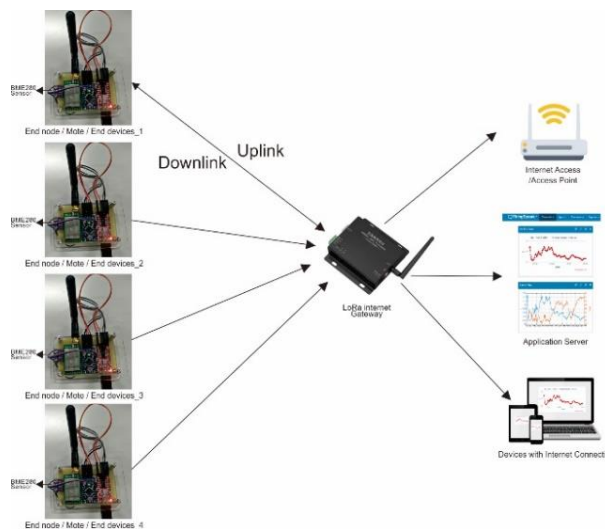 BME280
Sensor
End node / Mote / End devices_1
Downlink
Uplink
Internet Access
/Access Point
BME280
Sensor
End node / Mote / End devices_2
LoRa Internet
Gateway
Application Server
BME280
Sensor
End node / Mote / End devices_3
Devices with Internet Connecti
BME280
Sensor
End node / Mote / End devices_4